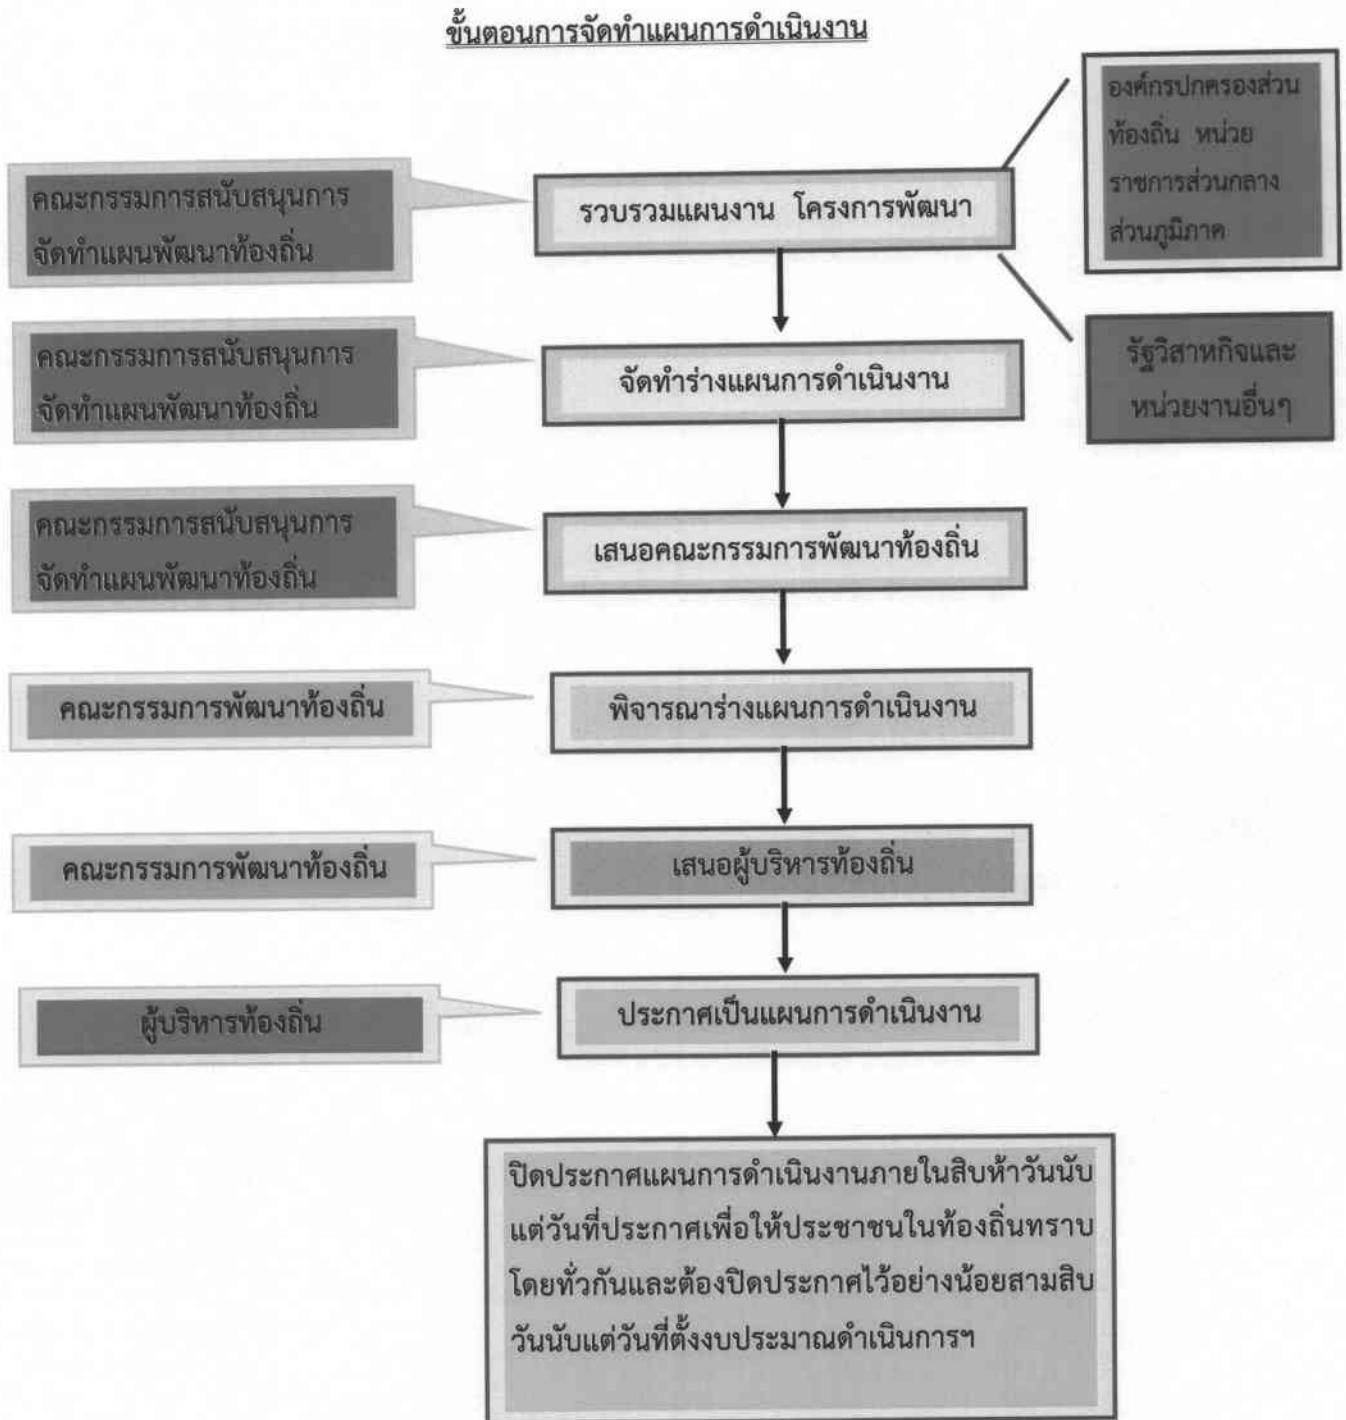 ขั้นตอนการจัดทำแผนการดำเนินงาน
องค์กรปกครองส่วน
ท้องถิ่น หน่วย
ราชการส่วนกลาง
ส่วนภูมิภาค
คณะกรรมการสนับสนุนการ
จัดทำแผนพัฒนาท้องถิ่น
รวบรวมแผนงาน โครงการพัฒนา
รัฐวิสาหกิจและ
หน่วยงานอื่นๆ
คณะกรรมการสนับสนุนการ
จัดทำแผนพัฒนาท้องถิ่น
จัดทำร่างแผนการดำเนินงาน
คณะกรรมการสนับสนุนการ
จัดทำแผนพัฒนาท้องถิ่น
เสนอคณะกรรมการพัฒนาท้องถิ่น
คณะกรรมการพัฒนาท้องถิ่น
พิจารณาร่างแผนการดำเนินงาน
คณะกรรมการพัฒนาท้องถิ่น
เสนอผู้บริหารท้องถิ่น
ผู้บริหารท้องถิ่น
ประกาศเป็นแผนการดำเนินงาน
ปิดประกาศแผนการดำเนินงานภายในสิบห้าวันนับ
แต่วันที่ประกาศเพื่อให้ประชาชนในท้องถิ่นทราบ
โดยทั่วกันและต้องปิดประกาศไว้อย่างน้อยสามสิบ
วันนับแต่วันที่ตั้งงบประมาณดำเนินการฯ